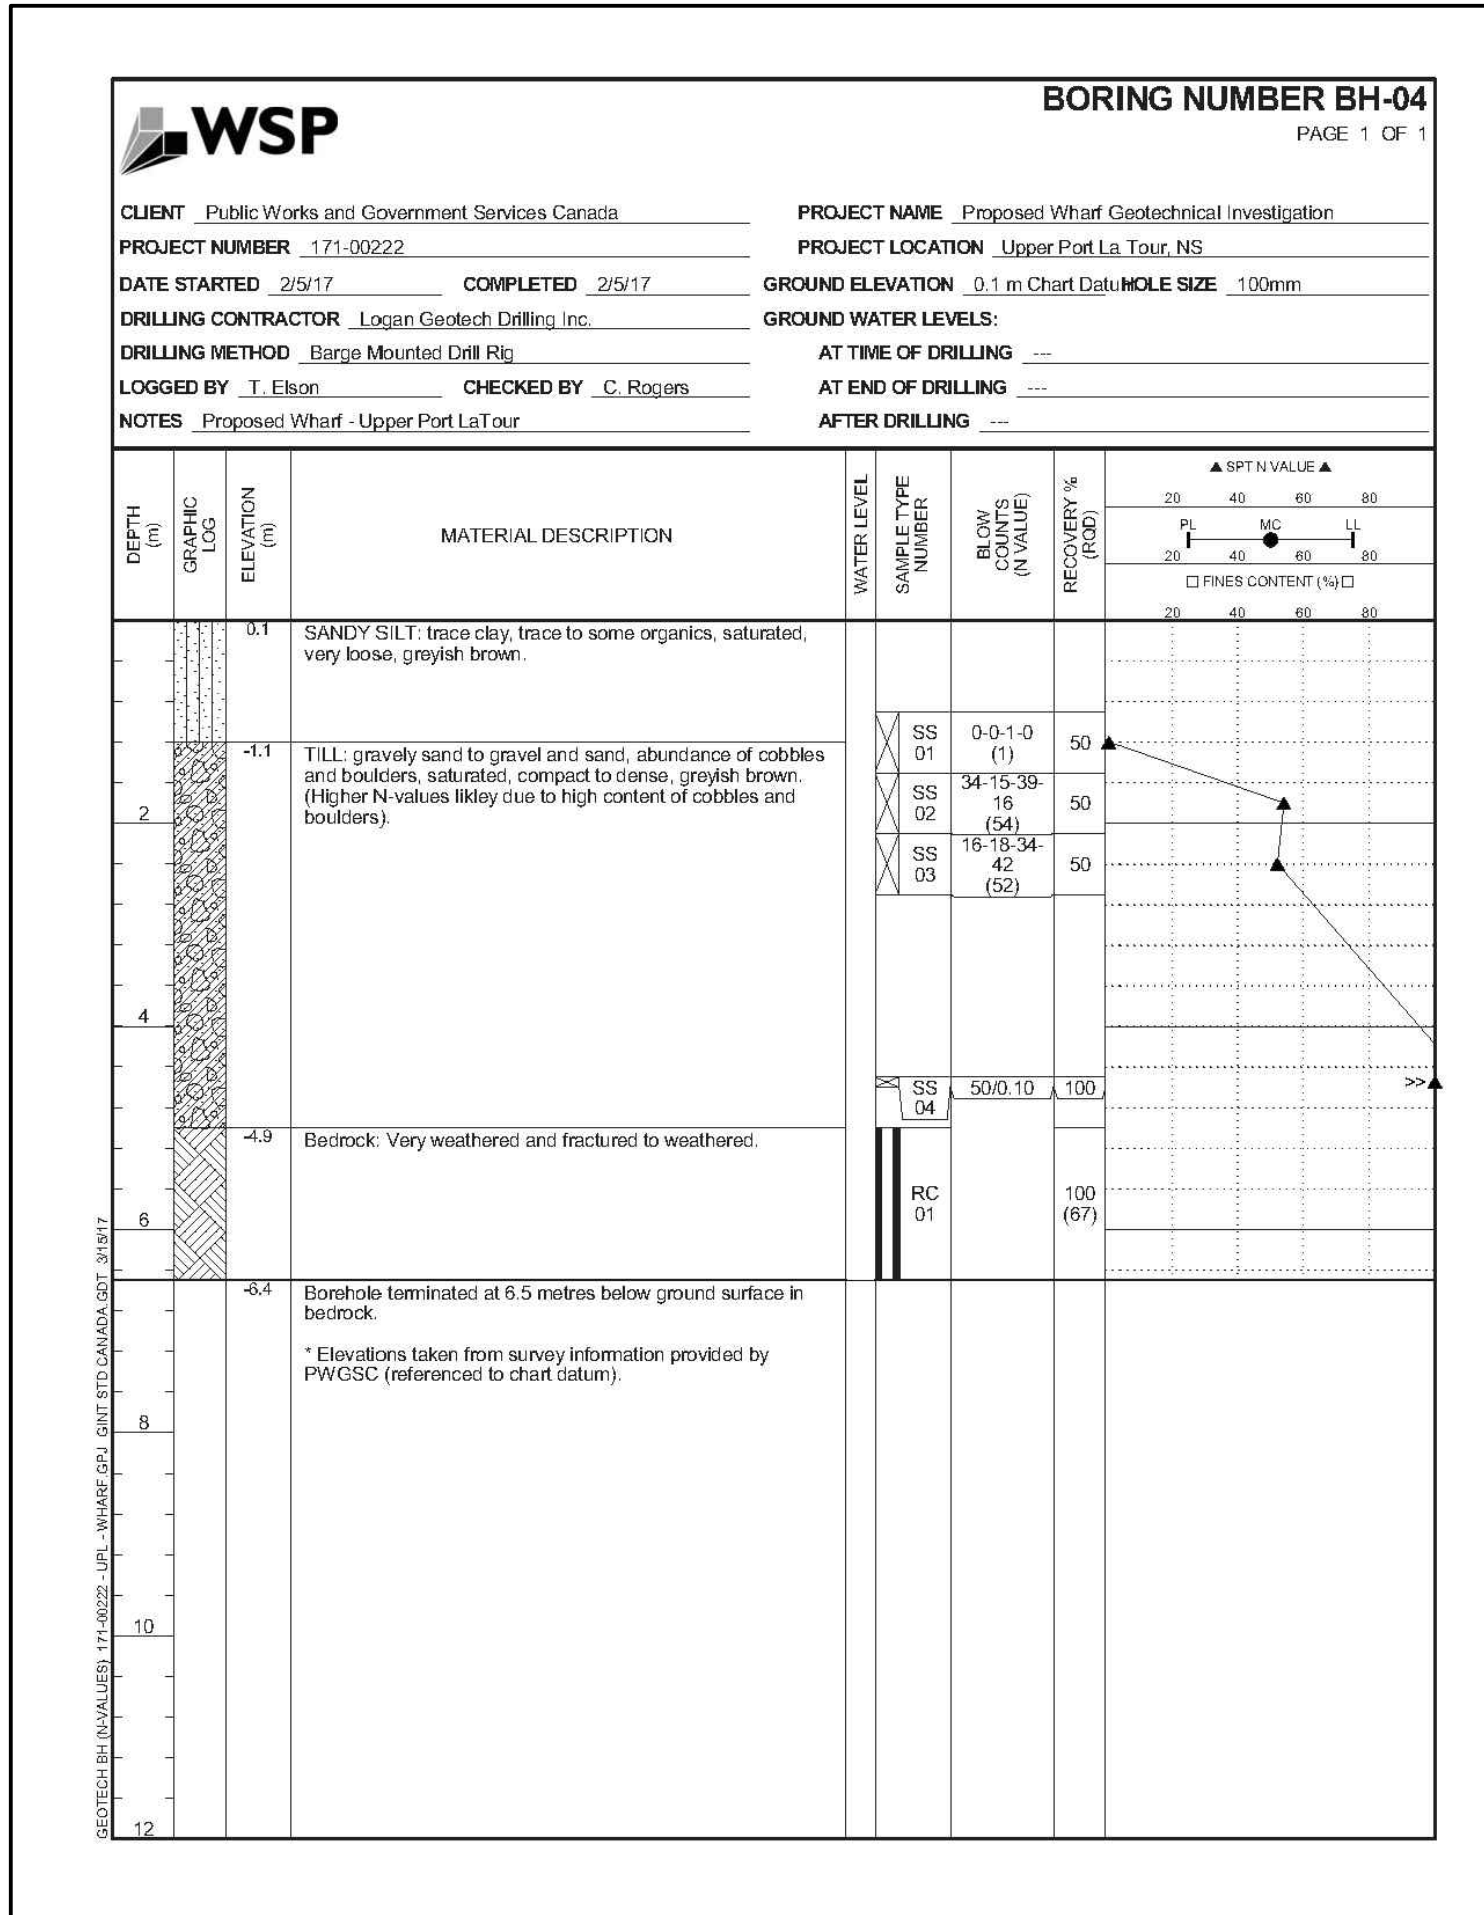 WSP
BORING NUMBER BH-04
PAGE 1 OF 1
CLIENT Public Works and Government Services Canada
PROJECT NAME Proposed Wharf Geotechnical Investigation
PROJECT NUMBER 171-00222
PROJECT LOCATION Upper Port La Tour, NS
DATE STARTED 2/5/17 COMPLETED 2/5/17
GROUND ELEVATION 0.1 m Chart Datu HOLE SIZE 100mm
DRILLING CONTRACTOR Logan Geotech Drilling Inc.
GROUND WATER LEVELS:
DRILLING METHOD Barge Mounted Drill Rig
AT TIME OF DRILLING ---
LOGGED BY T. Elson CHECKED BY C. Rogers
AT END OF DRILLING ---
NOTES Proposed Wharf - Upper Port LaTour
AFTER DRILLING ---
DEPTH
(m)
GRAPHIC
LOG
ELEVATION
(m)
MATERIAL DESCRIPTION
WATER LEVEL
SAMPLE TYPE
NUMBER
BLOW
COUNTS
(N VALUE)
RECOVERY %
(RQD)
▲ SPT N VALUE ▲
20 40 60 80
PL MC LL
20 40 60 80
□ FINES CONTENT (%) □
20 40 60 80
0.1 SANDY SILT: trace clay, trace to some organics, saturated,
very loose, greyish brown.
SS
01
0-0-1-0
(1)
50
-1.1 TILL: gravely sand to gravel and sand, abundance of cobbles
and boulders, saturated, compact to dense, greyish brown.
(Higher N-values likley due to high content of cobbles and
boulders).
SS
02
34-15-39-
16
(54)
50
2
SS
03
16-18-34-
42
(52)
50
4
SS
04
50/0.10
100
>>
-4.9 Bedrock: Very weathered and fractured to weathered.
RC
01
100
(67)
6
-6.4 Borehole terminated at 6.5 metres below ground surface in
bedrock.
* Elevations taken from survey information provided by
PWGSC (referenced to chart datum).
8
10
12
GEOTECH BH (N-VALUES) 171-00222 - UPL - WHARF.GPJ GINT STD CANADA.GDT 3/15/17